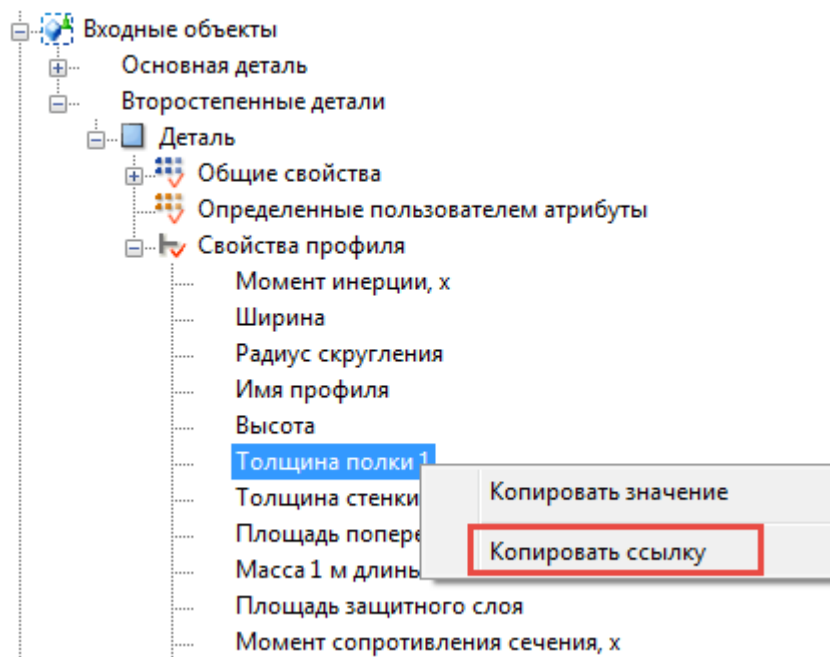 Входные объекты
Основная деталь
Второстепенные детали
Деталь
Общие свойства
Определенные пользователем атрибуты
Свойства профиля
Момент инерции, x
Ширина
Радиус скругления
Имя профиля
Высота
Толщина полки 1
Копировать значение
Толщина стенки
Площадь попере
Копировать ссылку
Масса 1 м длины
Площадь защитного слоя
Момент сопротивления сечения, x